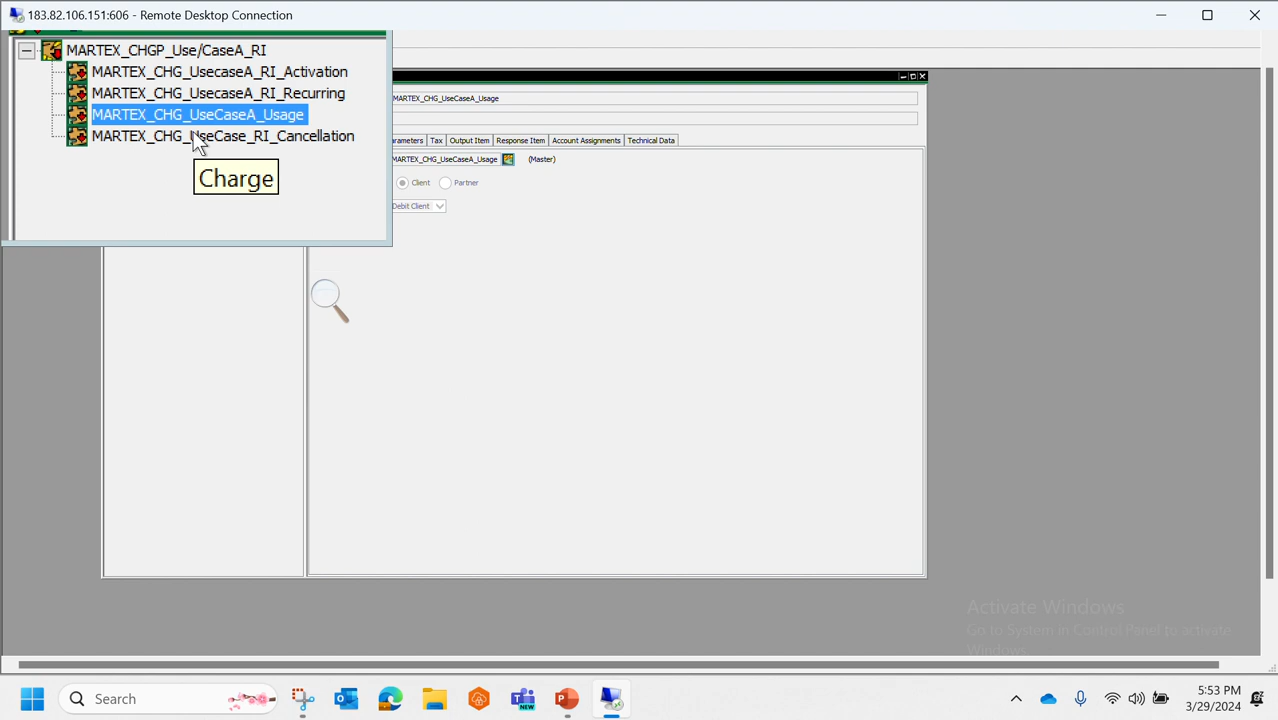 183.82.106.151:606 - Remote Desktop Connection
MARTEX_CHGP_Use/CaseA_RI
MARTEX_CHG_UsecaseA_RI_Activation
MARTEX_CHG_UsecaseA_RI_Recurring
MARTEX_CHG_UseCaseA_Usage
MARTEX_CHG_UseCase_RI_Cancellation
Charge
MARTEX_CHG_UseCaseA_Usage
Tax Output Item Response Item Account Assignments Technical Data
MARTEX_CHG_UseCaseA_Usage (Master)
Client Partner
Debit Client
Activate Windows
Go to System in Control Panel to activate
Windows.
Search
NEW
5:53 PM
3/29/2024